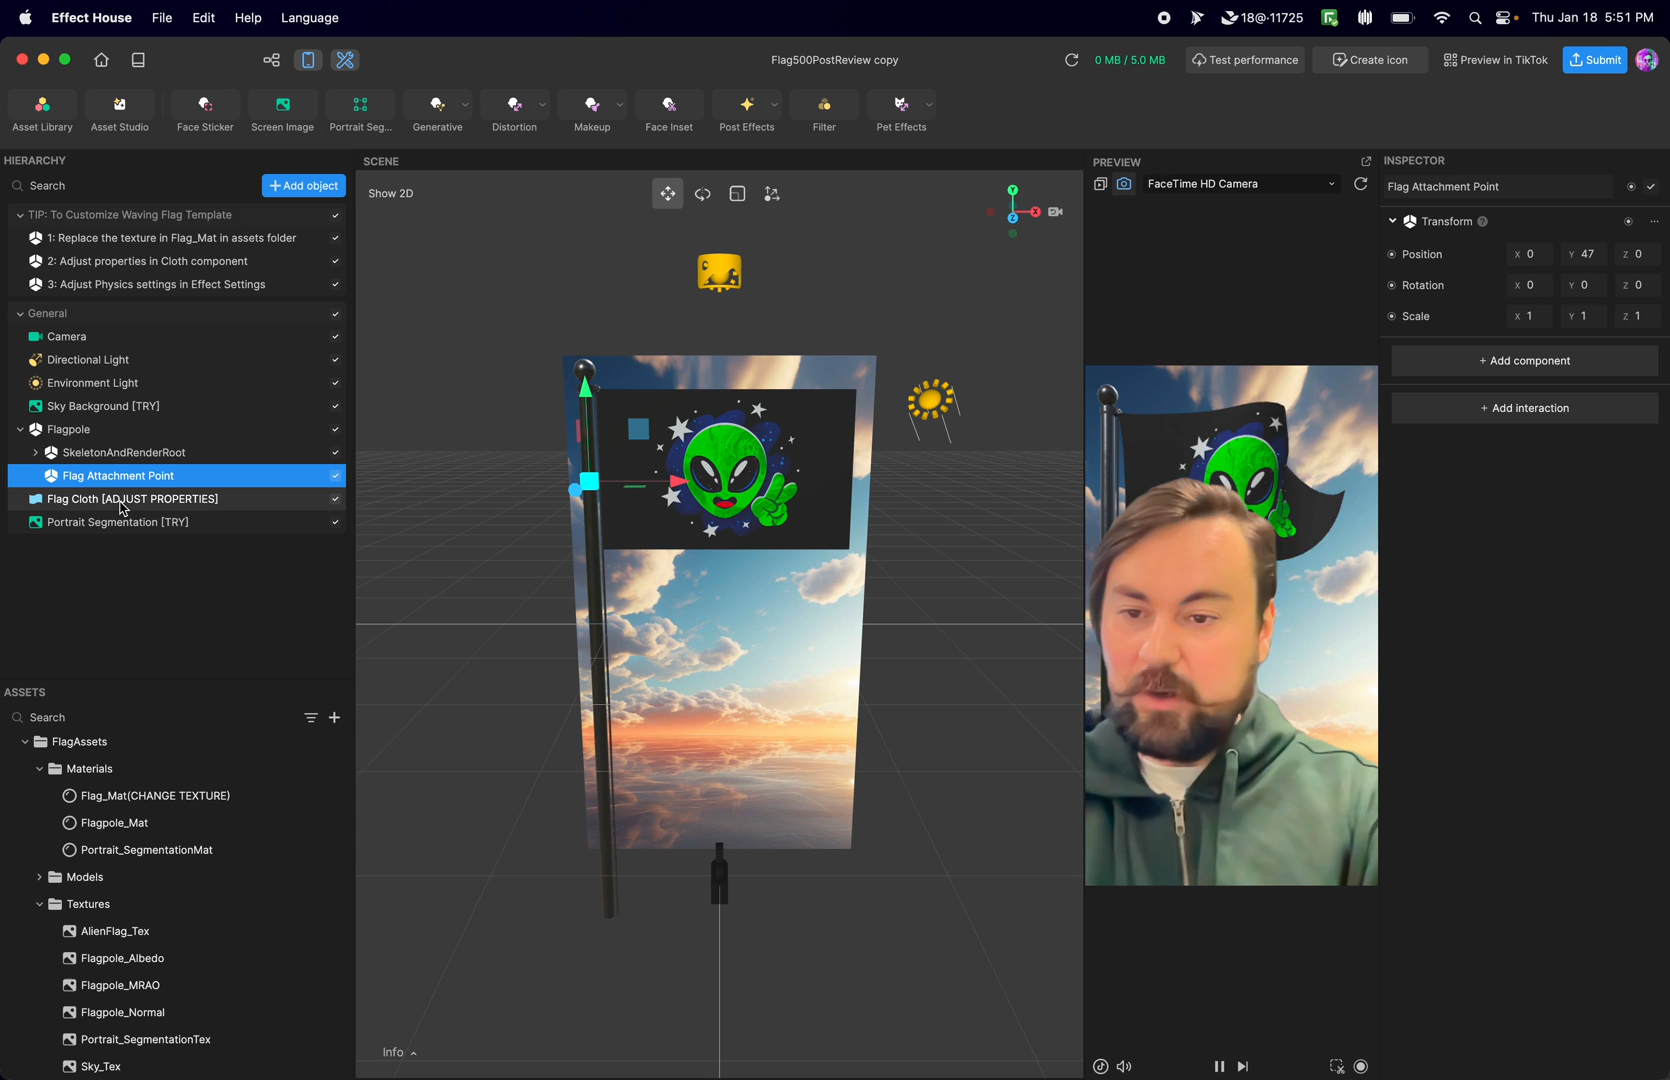 Effect House File Edit Help Language
18@·11725 Thu Jan 18 5:51 PM
Flag500PostReview copy
0 MB / 5.0 MB Test performance Create icon Preview in TikTok Submit
Asset Library Asset Studio Face Sticker Screen Image Portrait Seg... Generative Distortion Makeup Face Inset Post Effects Filter Pet Effects
HIERARCHY
Search
+ Add object
TIP: To Customize Waving Flag Template
1: Replace the texture in Flag_Mat in assets folder
2: Adjust properties in Cloth component
3: Adjust Physics settings in Effect Settings
General
Camera
Directional Light
Environment Light
Sky Background [TRY]
Flagpole
SkeletonAndRenderRoot
Flag Attachment Point
Flag Cloth [ADJUST PROPERTIES]
Portrait Segmentation [TRY]
ASSETS
Search
FlagAssets
Materials
Flag_Mat(CHANGE TEXTURE)
Flagpole_Mat
Portrait_SegmentationMat
Models
Textures
AlienFlag_Tex
Flagpole_Albedo
Flagpole_MRAO
Flagpole_Normal
Portrait_SegmentationTex
Sky_Tex
SCENE
Show 2D
Y
X
Z
Info
PREVIEW
FaceTime HD Camera
INSPECTOR
Flag Attachment Point
Transform ?
Position X 0 Y 47 Z 0
Rotation X 0 Y 0 Z 0
Scale X 1 Y 1 Z 1
+ Add component
+ Add interaction